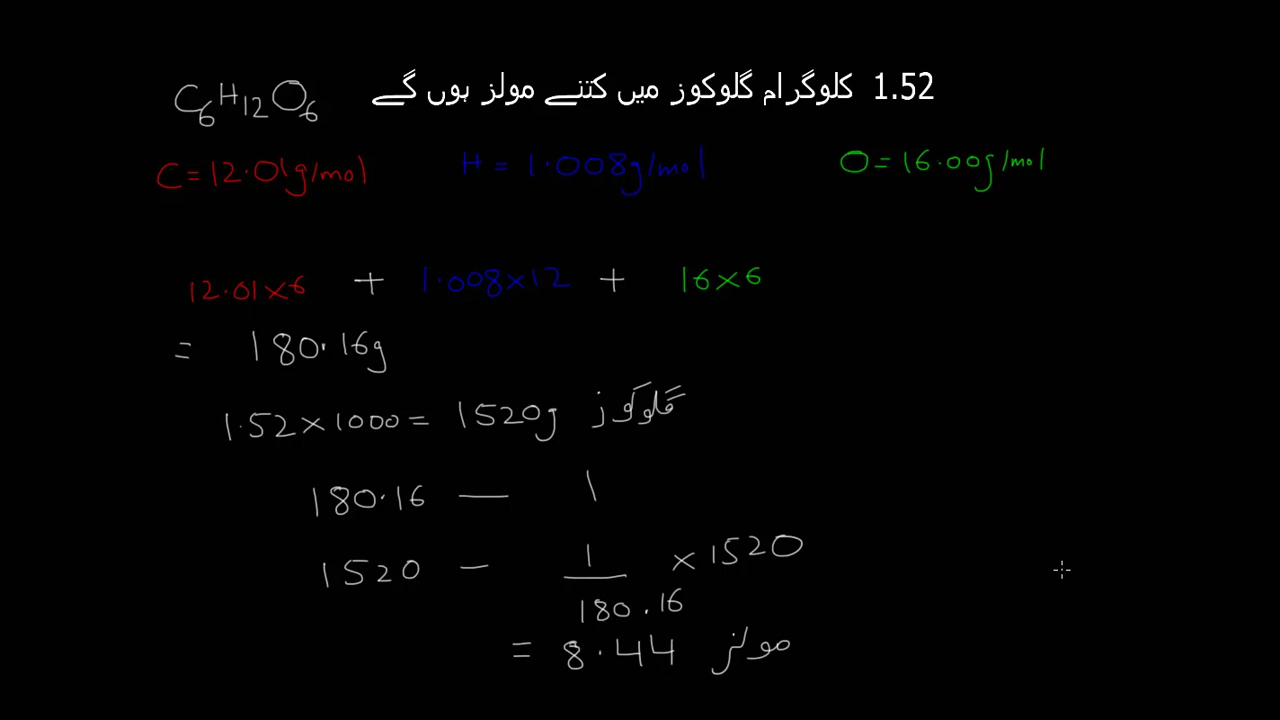 C6H12O6 1.52 کلوگرام گلوکوز میں کتنے مولز ہوں گے
C = 12.01g/mol H = 1.008g/mol O = 16.00g/mol
12.01×6 + 1.008×12 + 16×6
= 180.16g
1.52×1000 = 1520g گلوکوز
180.16 — 1
1520 — 1/180.16 ×1520
= 8.44 مولز